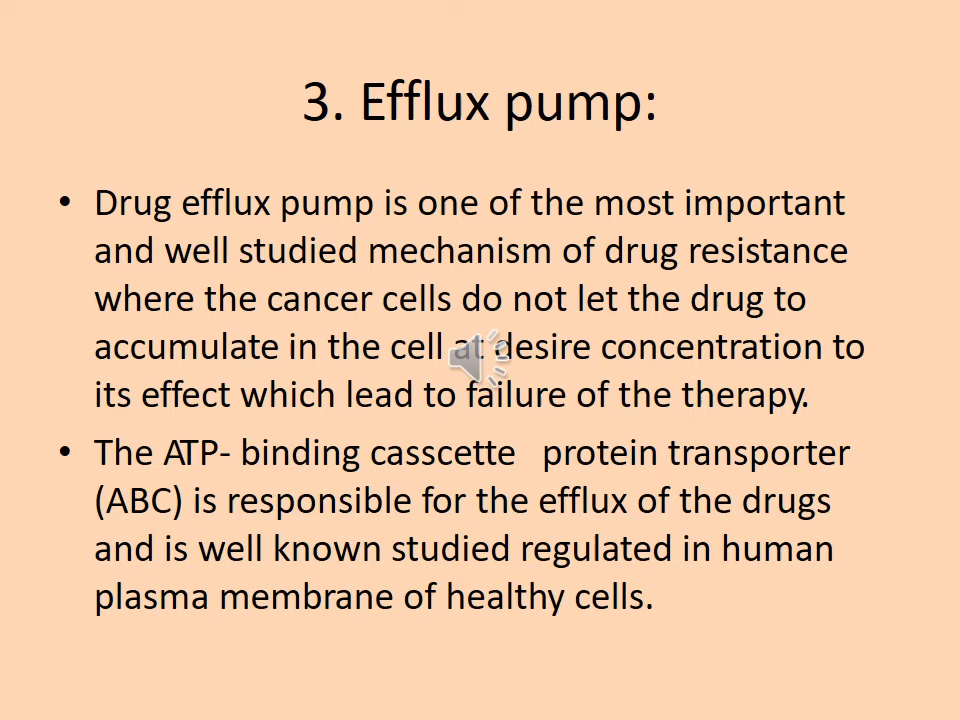 3. Efflux pump:
• Drug efflux pump is one of the most important
and well studied mechanism of drug resistance
where the cancer cells do not let the drug to
accumulate in the cell at desire concentration to
its effect which lead to failure of the therapy.
• The ATP- binding casscette protein transporter
(ABC) is responsible for the efflux of the drugs
and is well known studied regulated in human
plasma membrane of healthy cells.